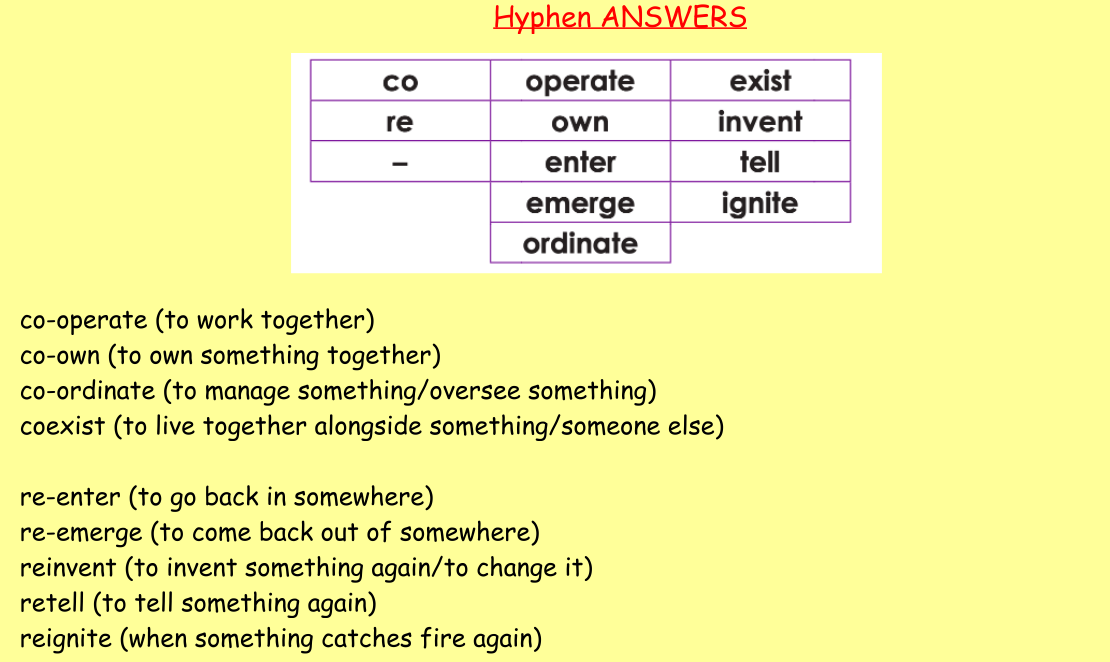 Hyphen ANSWERS
co operate exist
re own invent
– enter tell
emerge ignite
ordinate
co-operate (to work together)
co-own (to own something together)
co-ordinate (to manage something/oversee something)
coexist (to live together alongside something/someone else)
re-enter (to go back in somewhere)
re-emerge (to come back out of somewhere)
reinvent (to invent something again/to change it)
retell (to tell something again)
reignite (when something catches fire again)